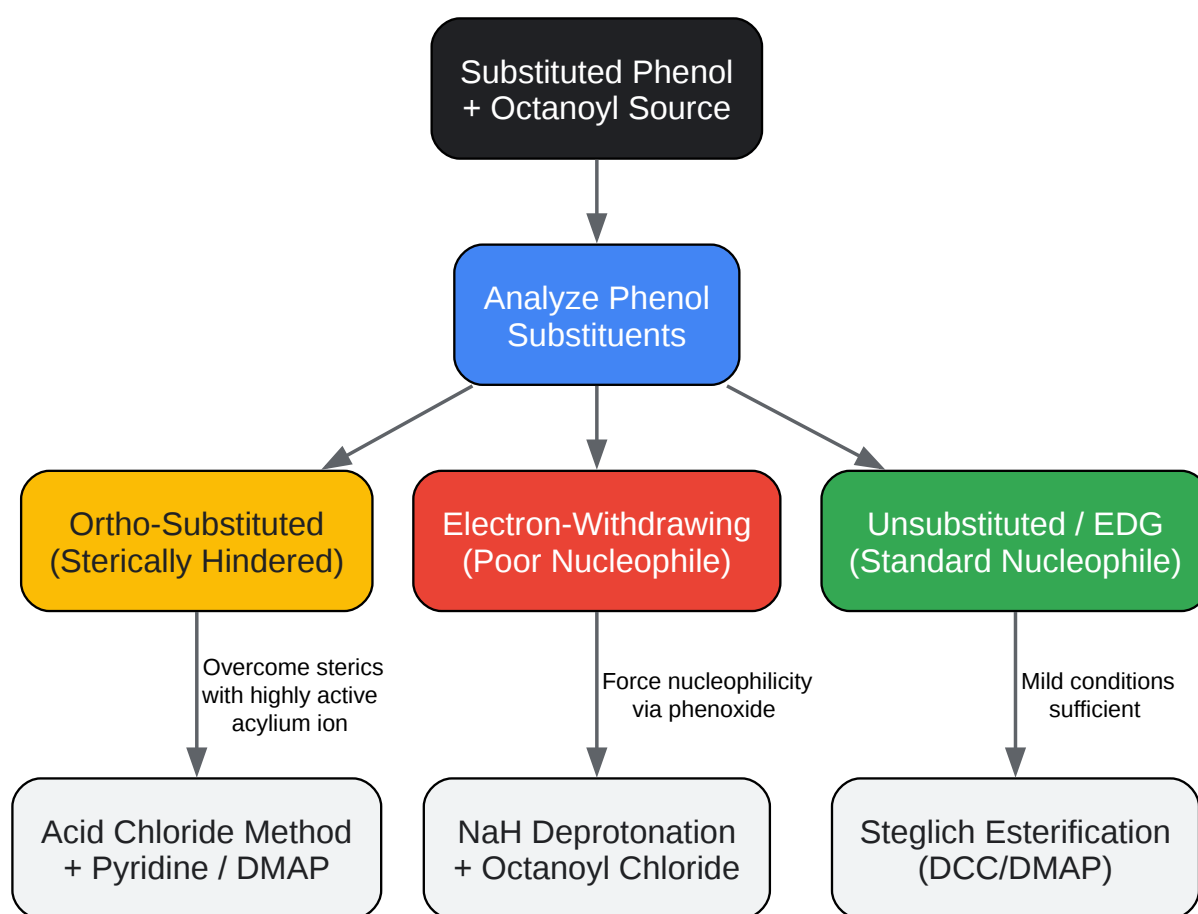 Substituted Phenol
+ Octanoyl Source
Analyze Phenol
Substituents
Ortho-Substituted
(Sterically Hindered)
Electron-Withdrawing
(Poor Nucleophile)
Unsubstituted / EDG
(Standard Nucleophile)
Overcome sterics
with highly active
acylium ion
Force nucleophilicity
via phenoxide
Mild conditions
sufficient
Acid Chloride Method
+ Pyridine / DMAP
NaH Deprotonation
+ Octanoyl Chloride
Steglich Esterification
(DCC/DMAP)